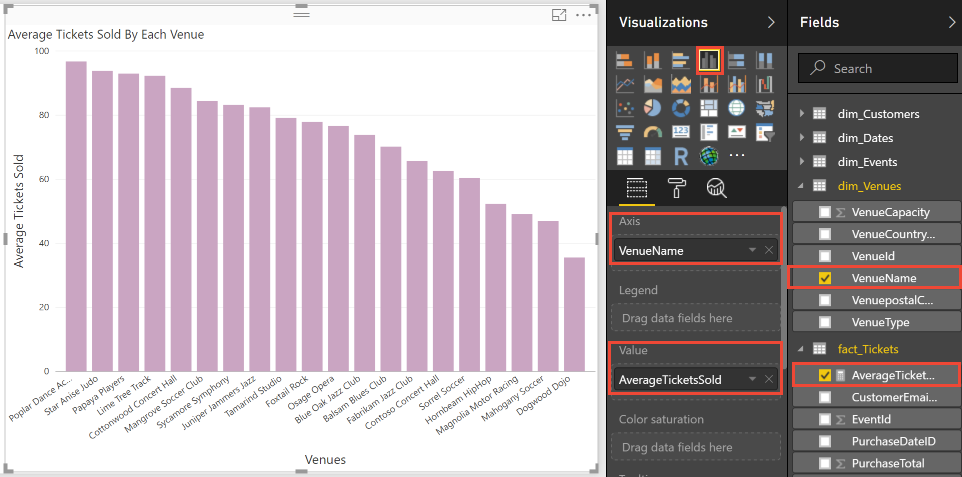 Average Tickets Sold By Each Venue
Average Tickets Sold
100
80
60
40
20
0
Poplar Dance Ac...
Star Anise Judo
Papaya Players
Lime Tree Track
Cottonwood Concert Hall
Mangrove Soccer Club
Sycamore Symphony
Juniper Jammers Jazz
Tamarind Studio
Foxtail Rock
Osage Opera
Blue Oak Jazz Club
Balsam Blues Club
Fabrikam Jazz Club
Contoso Concert Hall
Sorrel Soccer
Hornbeam HipHop
Magnolia Motor Racing
Mahogany Soccer
Dogwood Dojo
Venues
Visualizations
123
R
Axis
VenueName
Legend
Drag data fields here
Value
AverageTicketsSold
Color saturation
Drag data fields here
Fields
Search
dim_Customers
dim_Dates
dim_Events
dim_Venues
Σ VenueCapacity
VenueCountry...
VenueId
VenueName
VenuepostalC...
VenueType
fact_Tickets
AverageTicket...
CustomerEmai...
Σ EventId
PurchaseDateID
Σ PurchaseTotal